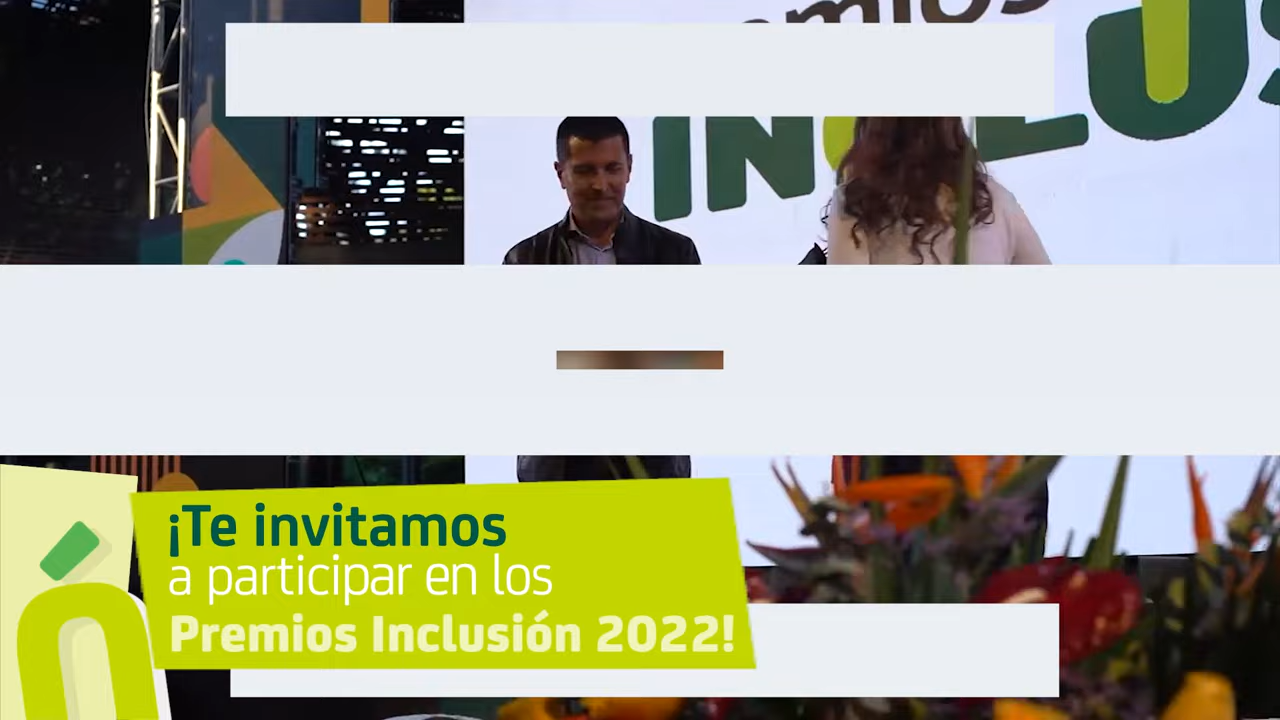 ¡Te invitamos
a participar en los
Premios Inclusión 2022!